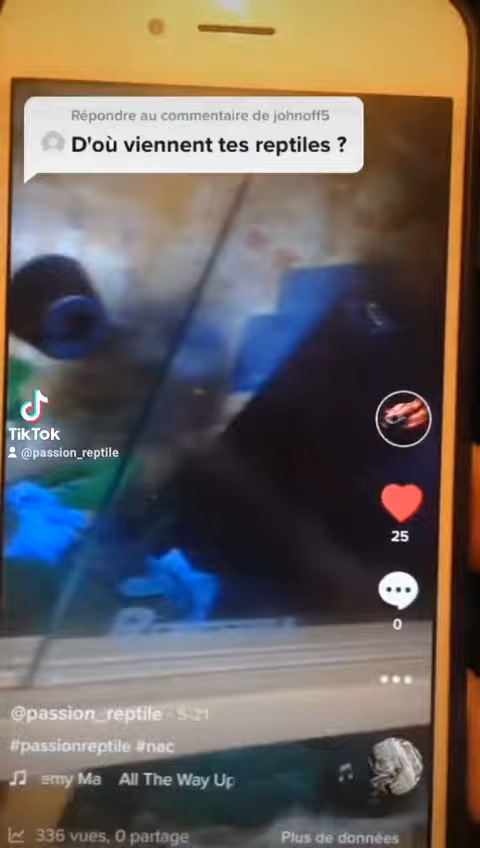 Répondre au commentaire de johnoff5
D'où viennent tes reptiles ?
TikTok
@passion_reptile
25
0
@passion_reptile · 5-21
#passionreptile #nac
emy Ma All The Way Up
336 vues, 0 partage
Plus de données